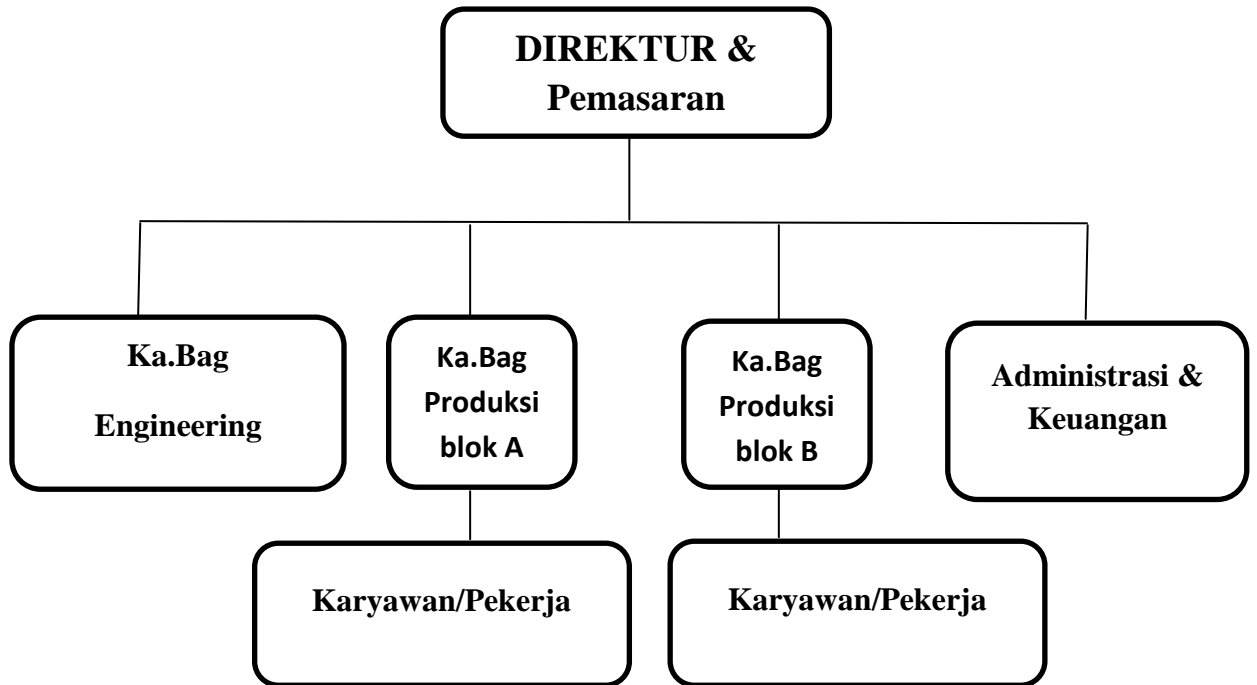 DIREKTUR &
Pemasaran
Ka.Bag
Engineering
Ka.Bag
Produksi
blok A
Ka.Bag
Produksi
blok B
Administrasi &
Keuangan
Karyawan/Pekerja
Karyawan/Pekerja